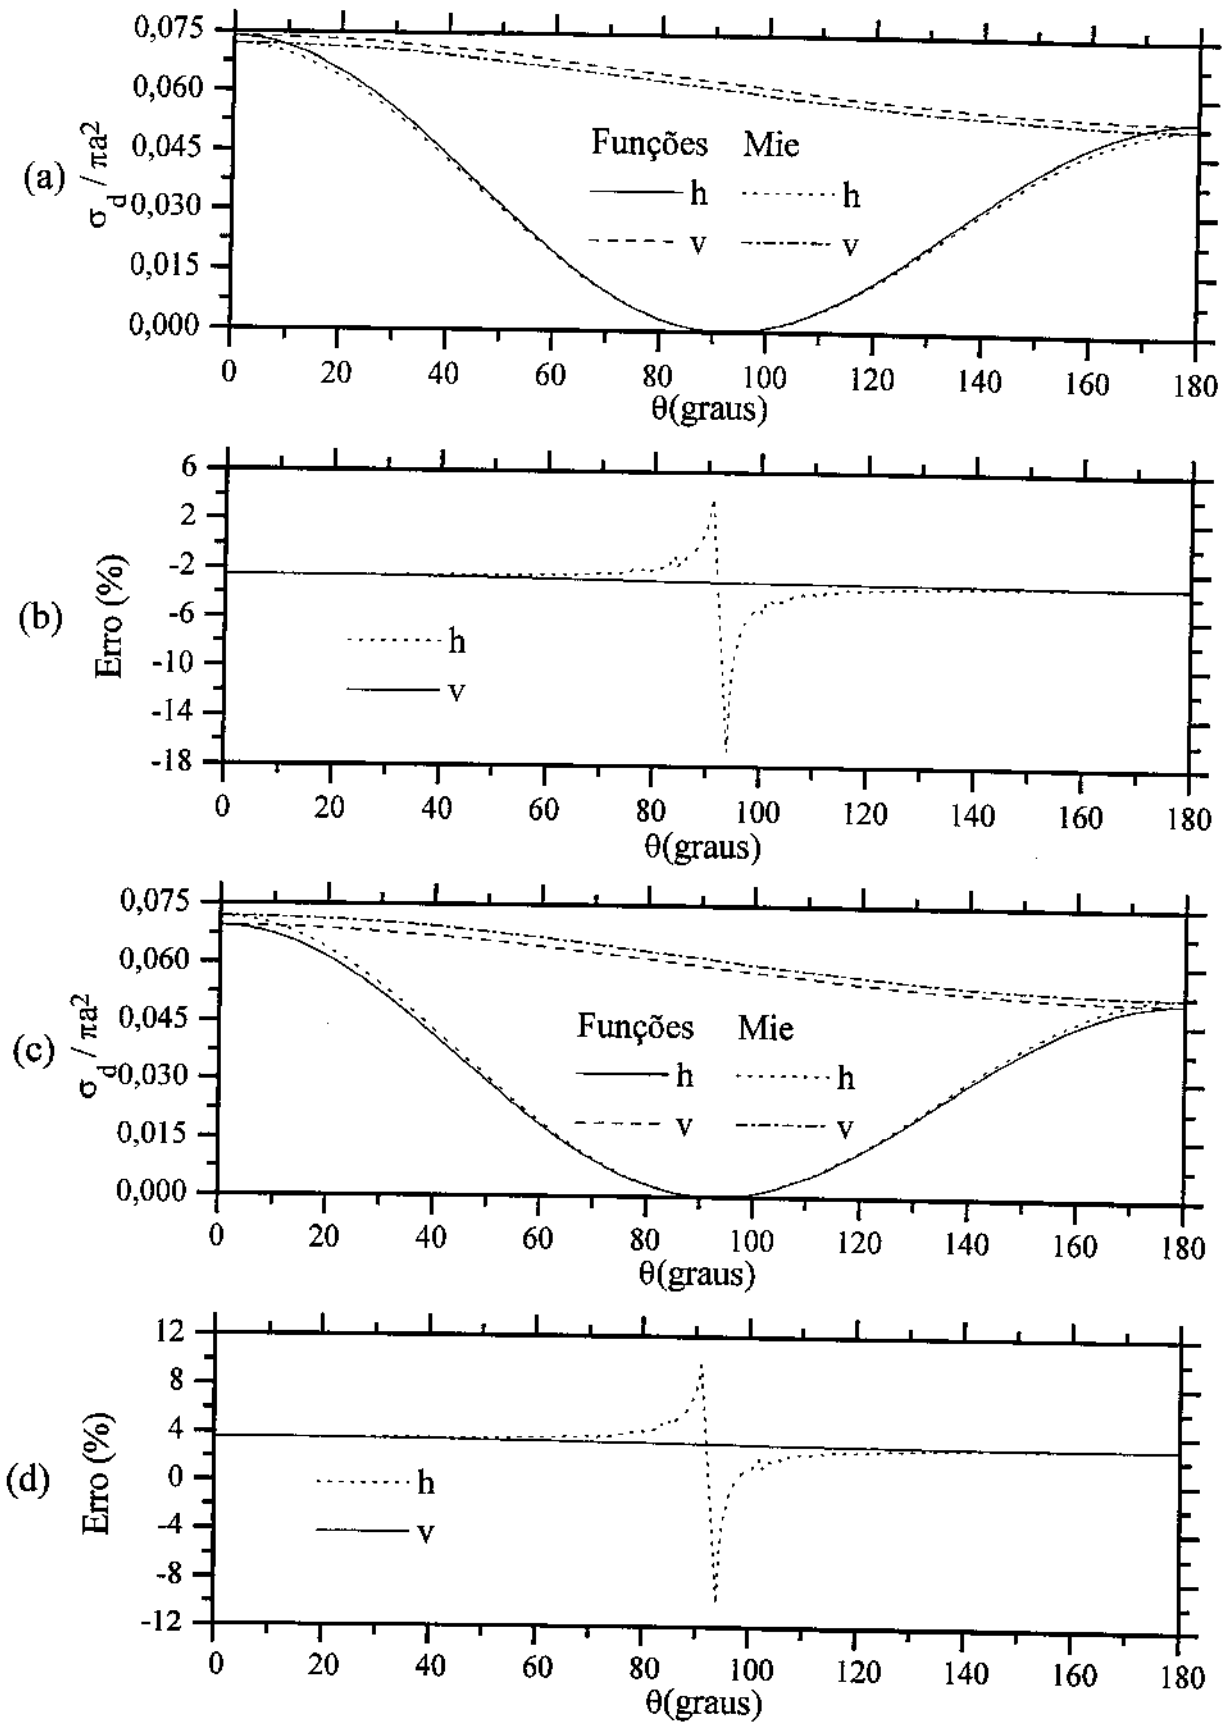 (a)
σd / πa²
0,075
0,060
0,045
0,030
0,015
0,000
Funções Mie
h h
v v
0 20 40 60 80 100 120 140 160 180
θ(graus)
(b)
Erro (%)
6
2
-2
-6
-10
-14
-18
h
v
0 20 40 60 80 100 120 140 160 180
θ(graus)
(c)
σd / πa²
0,075
0,060
0,045
0,030
0,015
0,000
Funções Mie
h h
v v
0 20 40 60 80 100 120 140 160 180
θ(graus)
(d)
Erro (%)
12
8
4
0
-4
-8
-12
h
v
0 20 40 60 80 100 120 140 160 180
θ(graus)